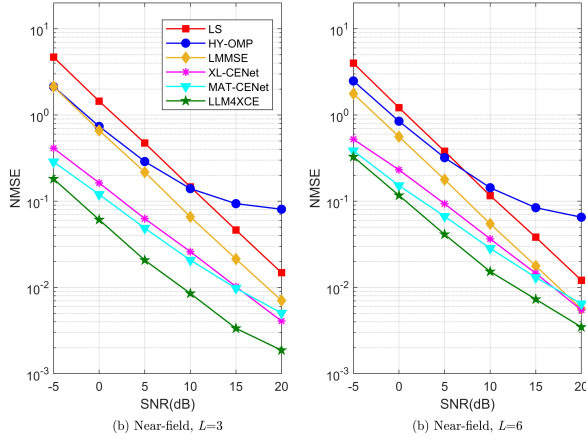 10^1
10^0
10^-1
10^-2
10^-3
NMSE
-5 0 5 10 15 20
SNR(dB)
LS
HY-OMP
LMMSE
XL-CENet
MAT-CENet
LLM4XCE
(b) Near-field, L=3
10^1
10^0
10^-1
10^-2
10^-3
NMSE
-5 0 5 10 15 20
SNR(dB)
(b) Near-field, L=6